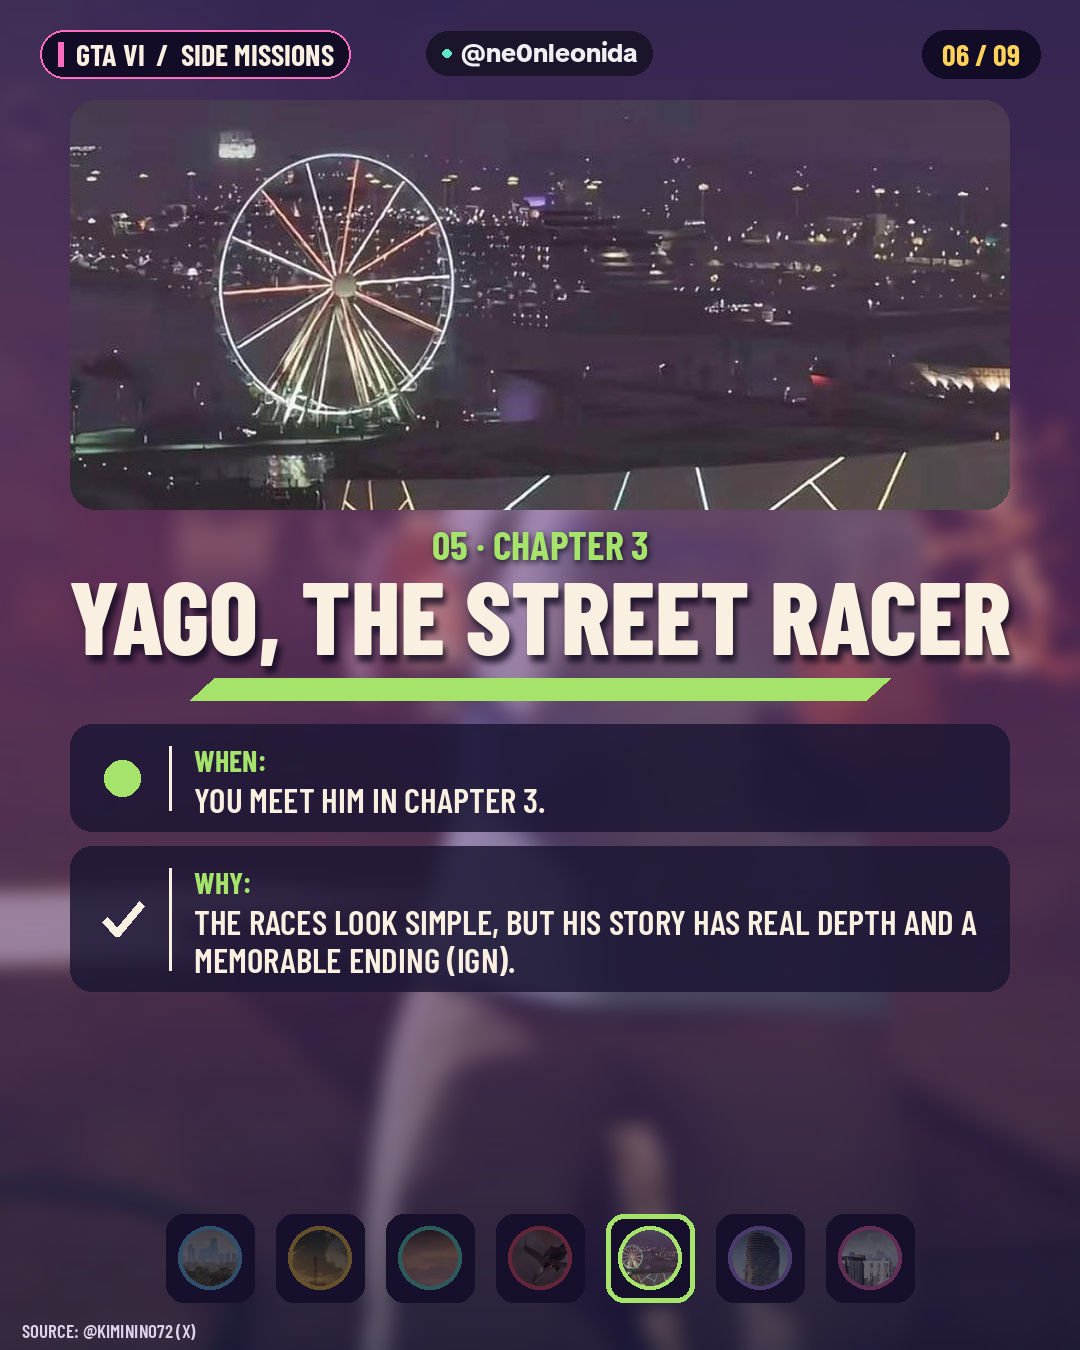 GTA VI / SIDE MISSIONS
@ne0nleonida
06 / 09
05 · CHAPTER 3
YAGO, THE STREET RACER
WHEN:
YOU MEET HIM IN CHAPTER 3.
WHY:
THE RACES LOOK SIMPLE, BUT HIS STORY HAS REAL DEPTH AND A
MEMORABLE ENDING (IGN).
SOURCE: @KIMININO72 (X)